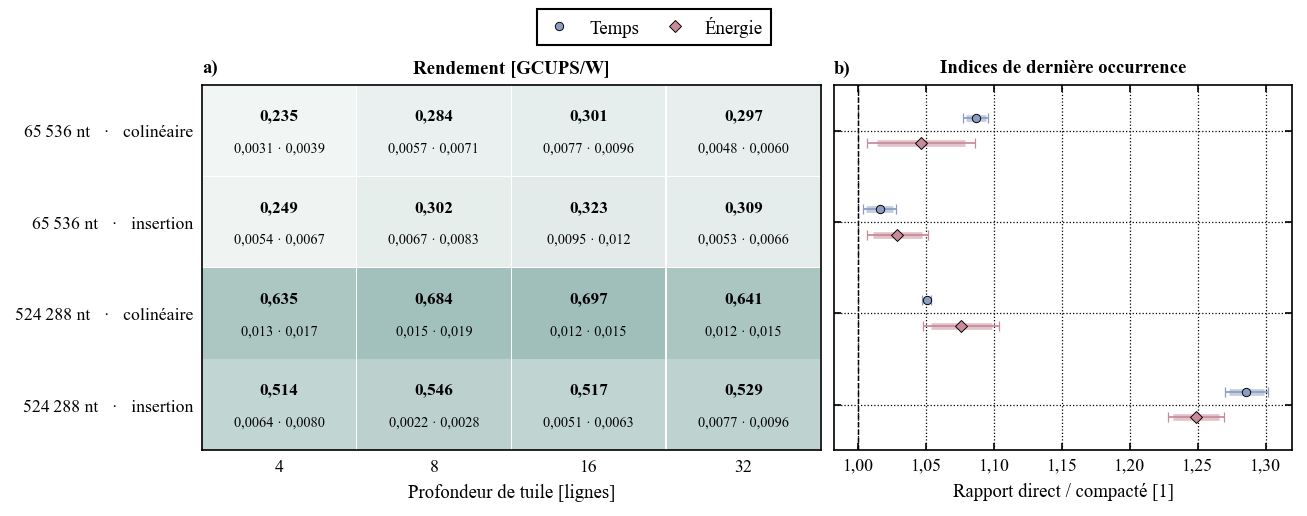 Temps Énergie
a) Rendement [GCUPS/W]
b) Indices de dernière occurrence
65 536 nt · colinéaire
0,235 0,284 0,301 0,297
0,0031 · 0,0039 0,0057 · 0,0071 0,0077 · 0,0096 0,0048 · 0,0060
65 536 nt · insertion
0,249 0,302 0,323 0,309
0,0054 · 0,0067 0,0067 · 0,0083 0,0095 · 0,012 0,0053 · 0,0066
524 288 nt · colinéaire
0,635 0,684 0,697 0,641
0,013 · 0,017 0,015 · 0,019 0,012 · 0,015 0,012 · 0,015
524 288 nt · insertion
0,514 0,546 0,517 0,529
0,0064 · 0,0080 0,0022 · 0,0028 0,0051 · 0,0063 0,0077 · 0,0096
4 8 16 32
Profondeur de tuile [lignes]
1,00 1,05 1,10 1,15 1,20 1,25 1,30
Rapport direct / compacté [1]